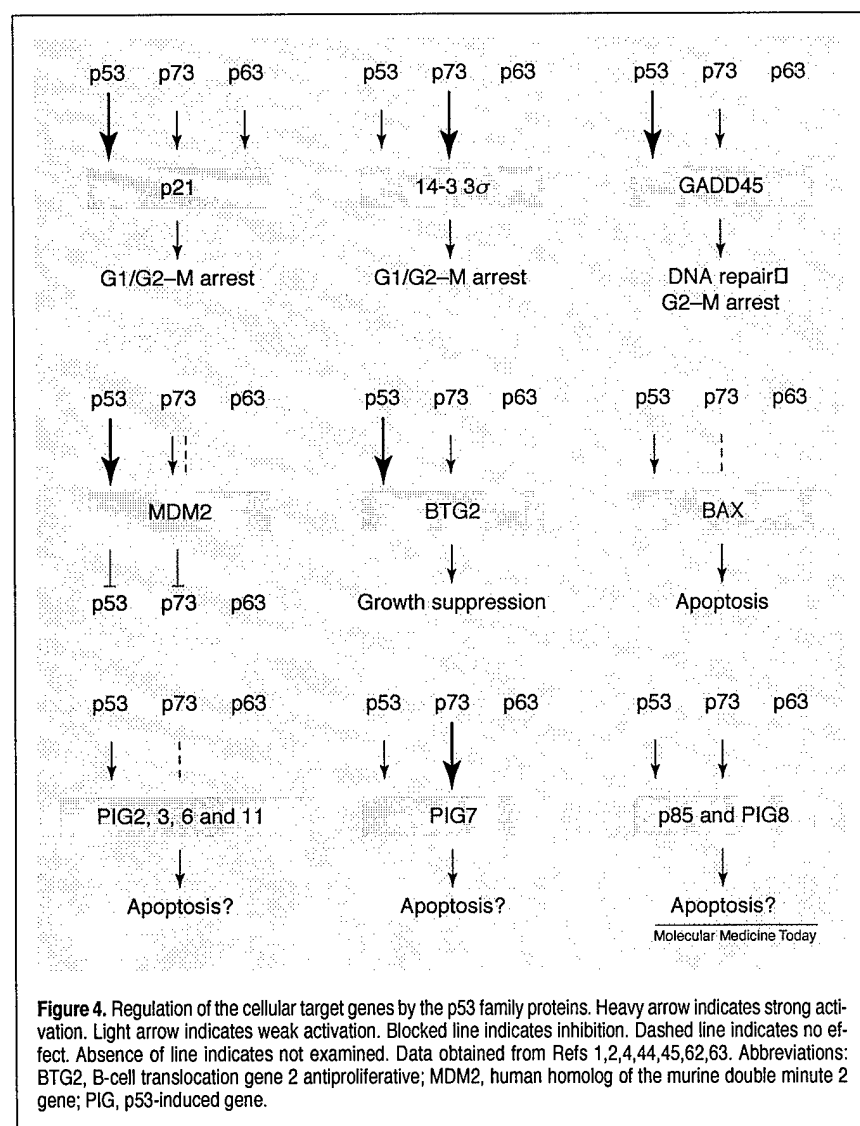 p53 p73 p63 p53 p73 p63 p53 p73 p63
p21 14-3 3σ GADD45
G1/G2–M arrest G1/G2–M arrest DNA repair□
G2–M arrest
p53 p73 p63 p53 p73 p63 p53 p73 p63
MDM2 BTG2 BAX
p53 p73 p63 Growth suppression Apoptosis
p53 p73 p63 p53 p73 p63 p53 p73 p63
PIG2, 3, 6 and 11 PIG7 p85 and PIG8
Apoptosis? Apoptosis? Apoptosis?
Molecular Medicine Today
Figure 4. Regulation of the cellular target genes by the p53 family proteins. Heavy arrow indicates strong acti-
vation. Light arrow indicates weak activation. Blocked line indicates inhibition. Dashed line indicates no ef-
fect. Absence of line indicates not examined. Data obtained from Refs 1,2,4,44,45,62,63. Abbreviations:
BTG2, B-cell translocation gene 2 antiproliferative; MDM2, human homolog of the murine double minute 2
gene; PIG, p53-induced gene.